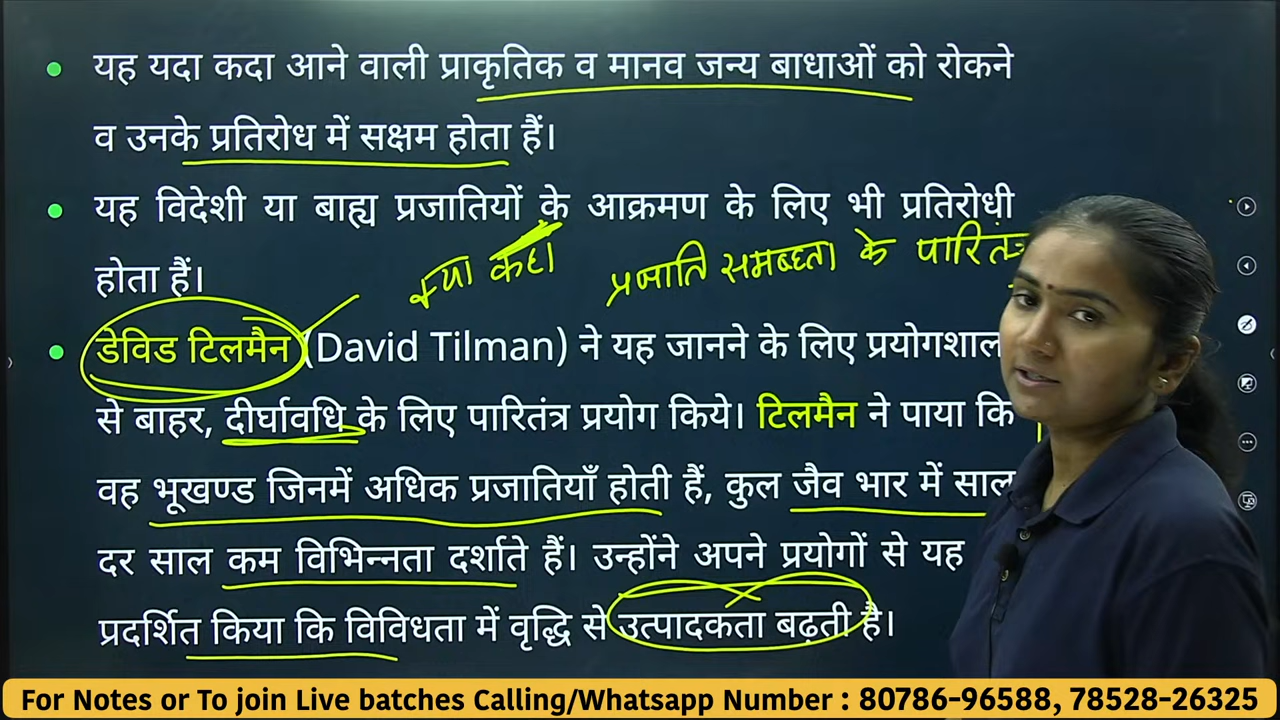 • यह यदा कदा आने वाली प्राकृतिक व मानव जन्य बाधाओं को रोकने
व उनके प्रतिरोध में सक्षम होता हैं।
• यह विदेशी या बाह्य प्रजातियों के आक्रमण के लिए भी प्रतिरोधी
क्या कहा
प्रजाति समब्धता के पारितंत्र
होता हैं।
• डेविड टिलमैन (David Tilman) ने यह जानने के लिए प्रयोगशाल
से बाहर, दीर्घावधि के लिए पारितंत्र प्रयोग किये। टिलमैन ने पाया कि
वह भूखण्ड जिनमें अधिक प्रजातियाँ होती हैं, कुल जैव भार में साल
दर साल कम विभिन्नता दर्शाते हैं। उन्होंने अपने प्रयोगों से यह
प्रदर्शित किया कि विविधता में वृद्धि से उत्पादकता बढ़ती है।
For Notes or To join Live batches Calling/Whatsapp Number : 80786-96588, 78528-26325